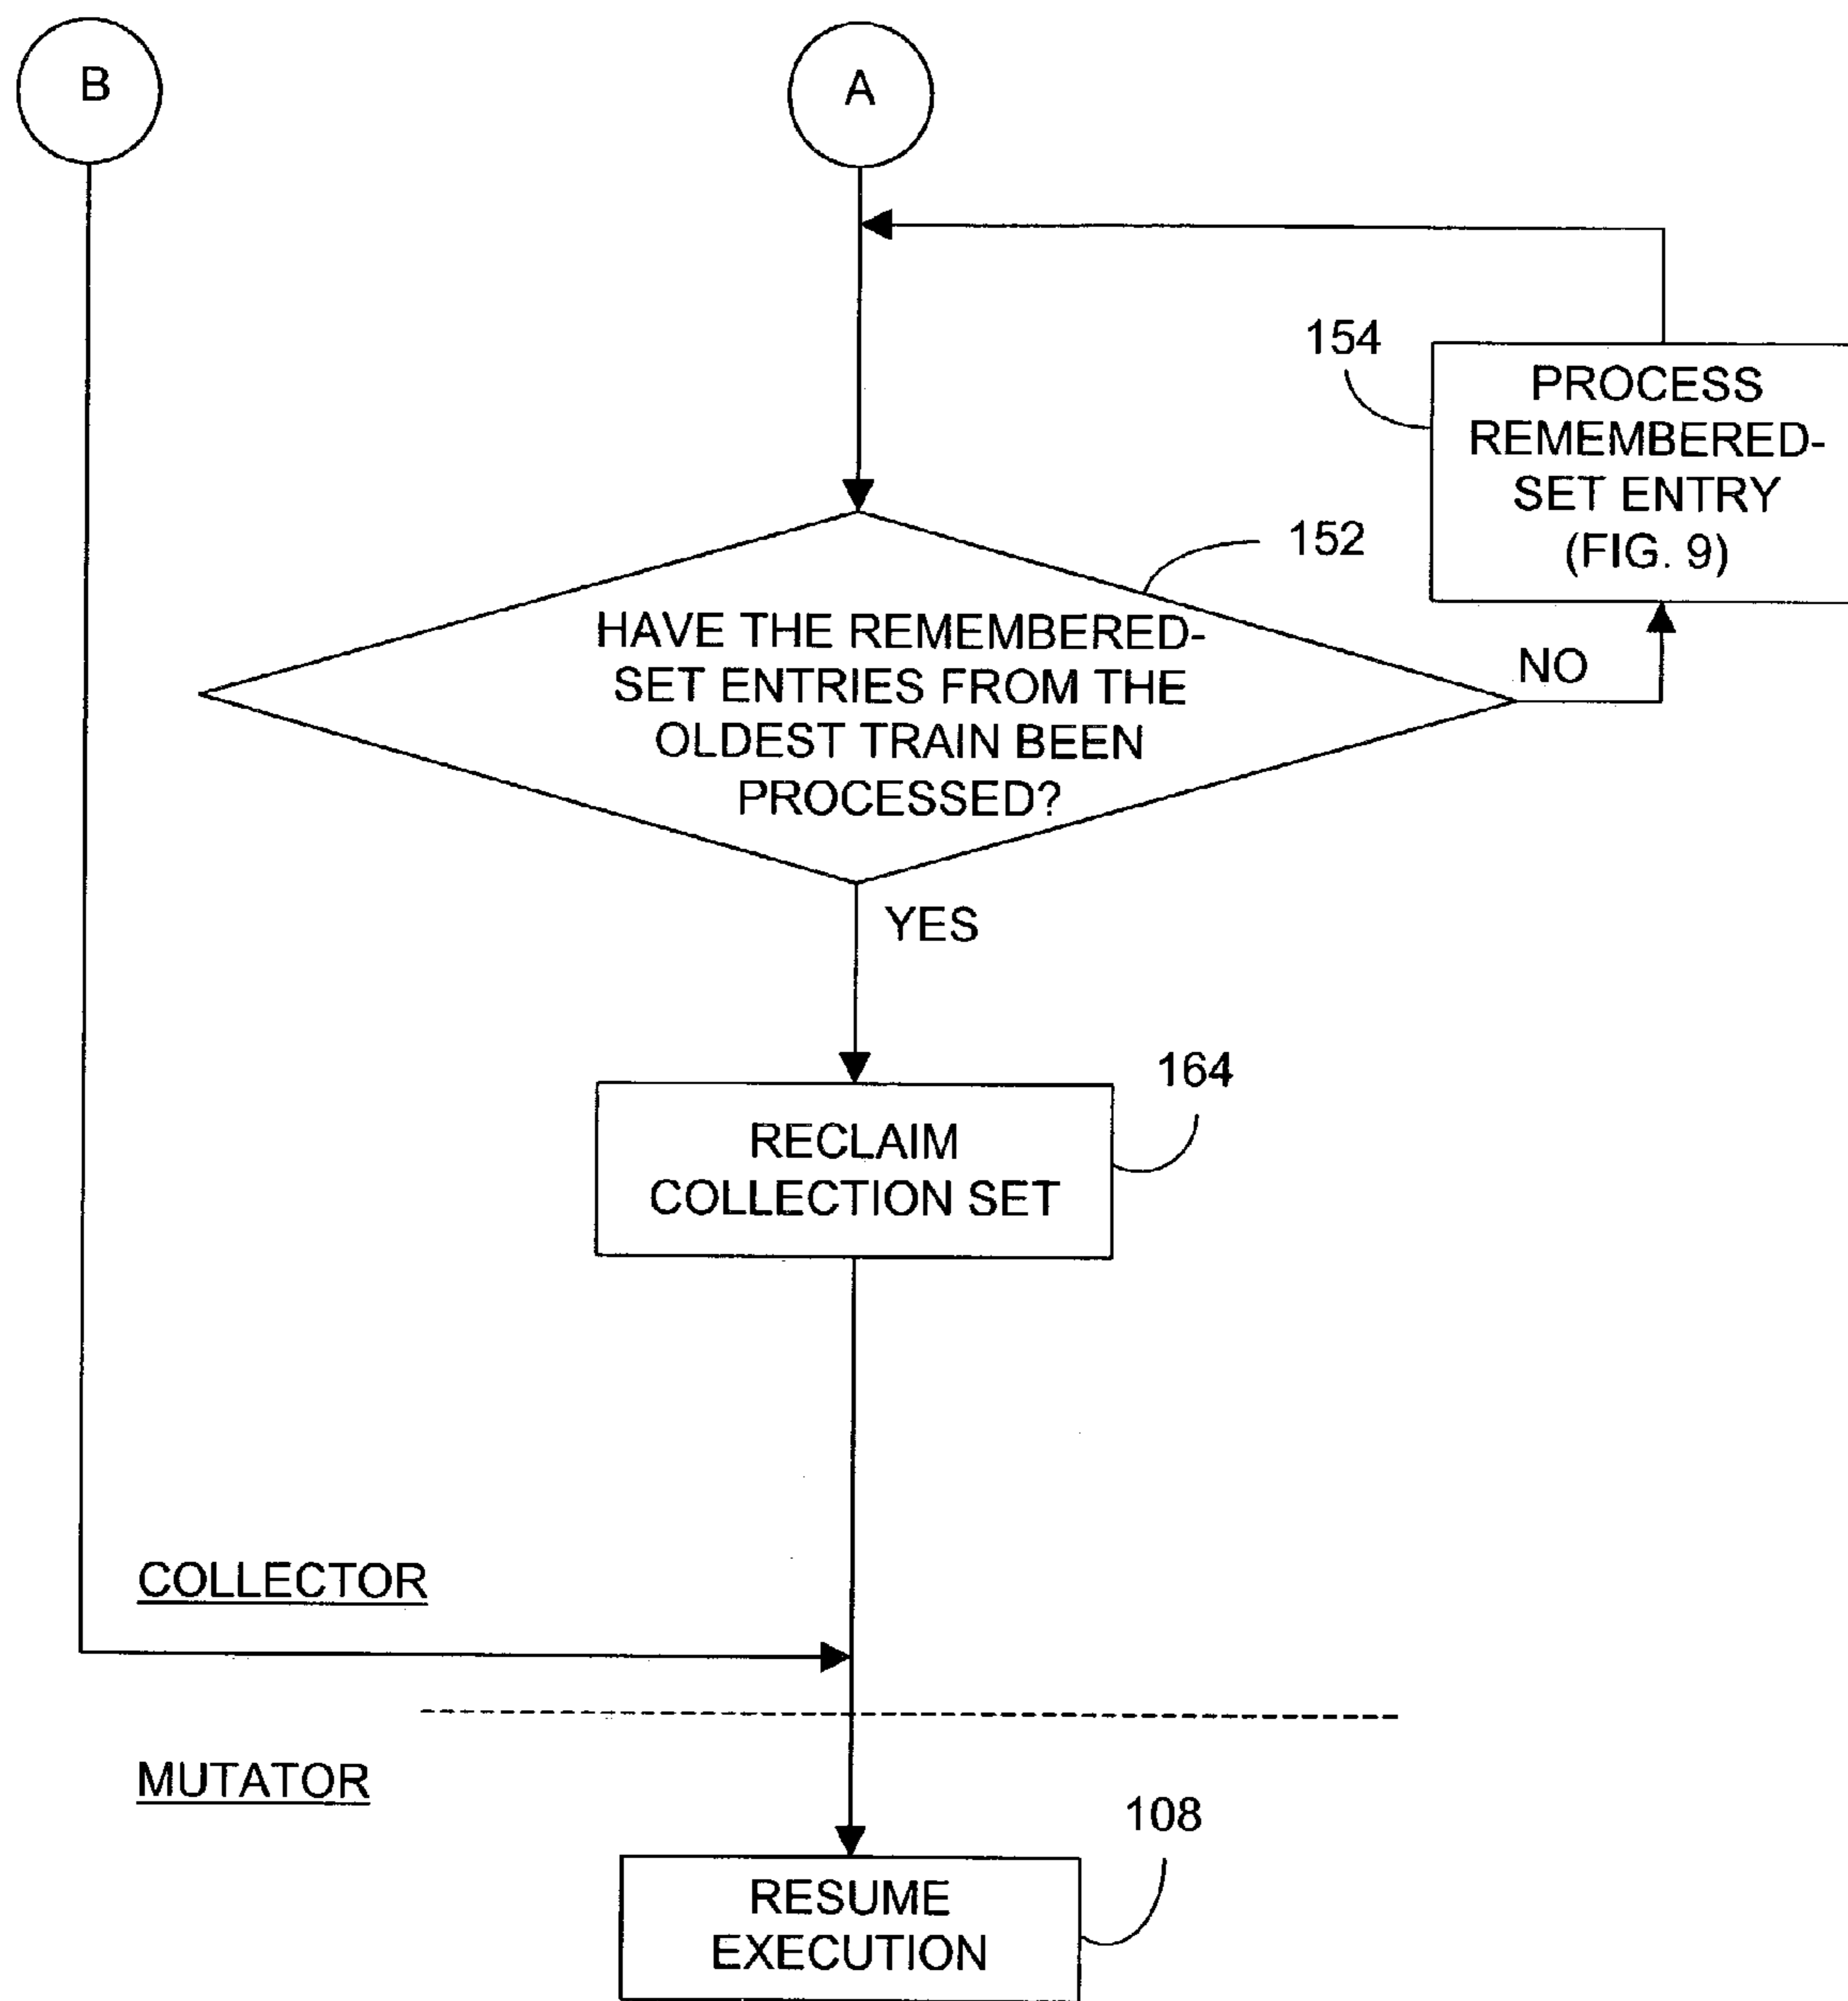 B
A
154
PROCESS
REMEMBERED-
SET ENTRY
(FIG. 9)
152
HAVE THE REMEMBERED-
SET ENTRIES FROM THE
OLDEST TRAIN BEEN
PROCESSED?
NO
YES
164
RECLAIM
COLLECTION SET
COLLECTOR
MUTATOR
108
RESUME
EXECUTION